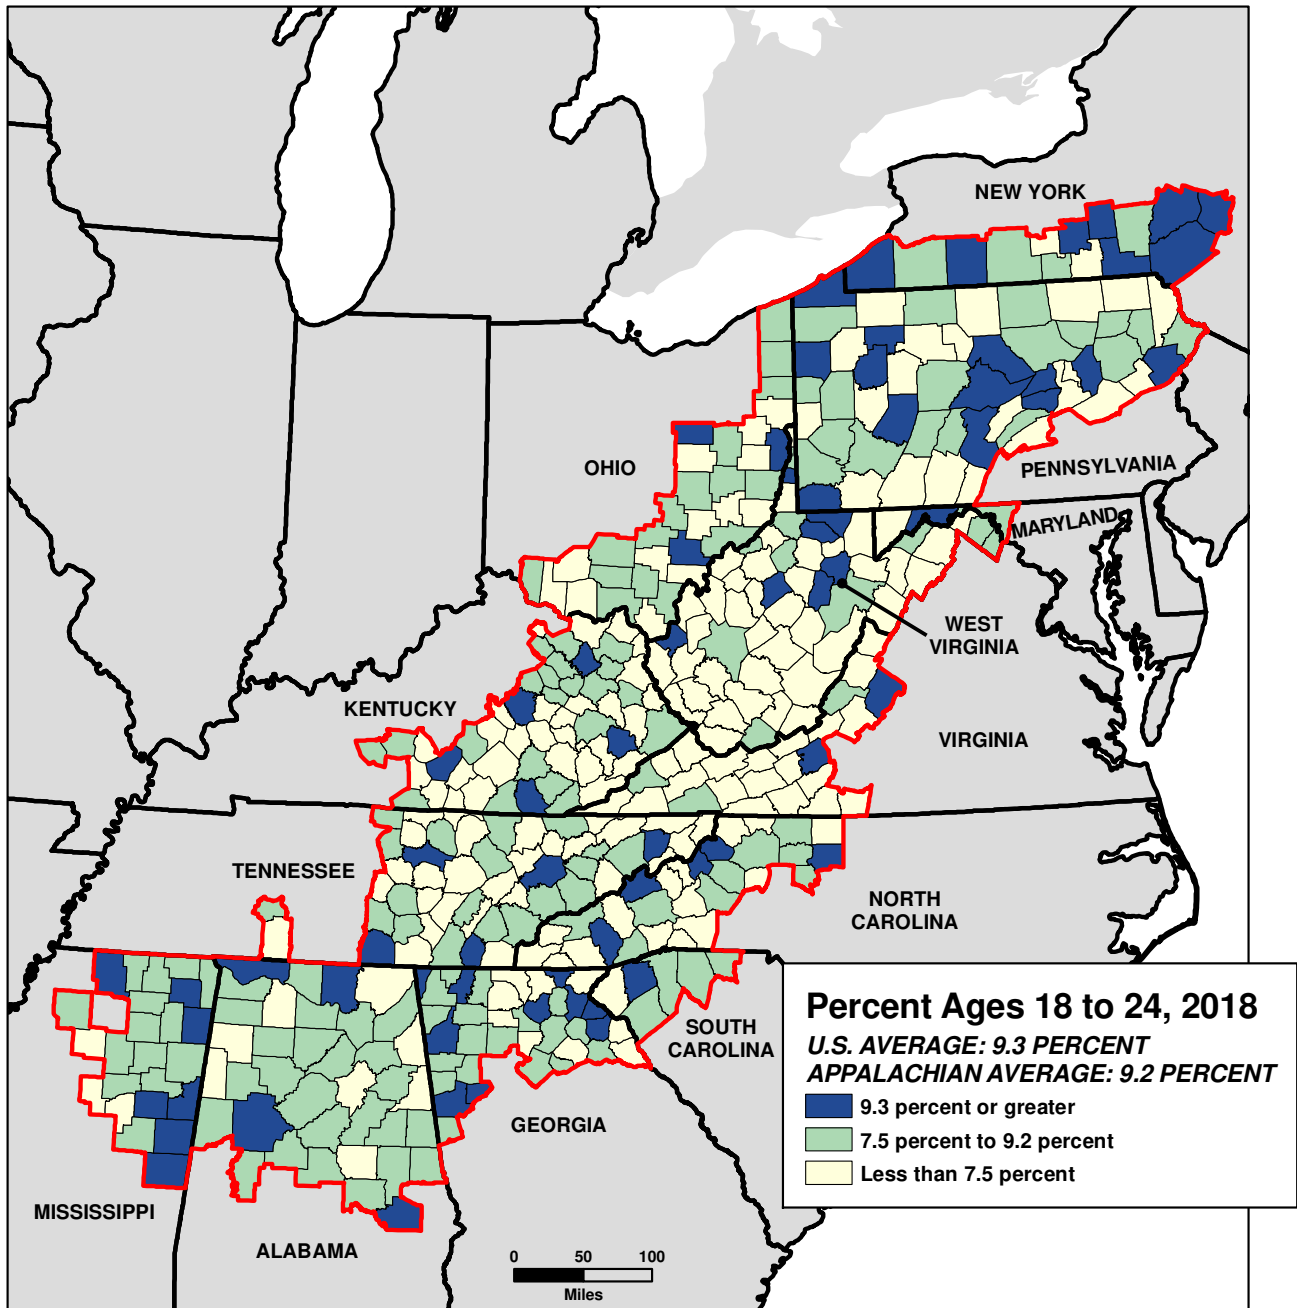 NEW YORK
OHIO
PENNSYLVANIA
MARYLAND
WEST
VIRGINIA
KENTUCKY
VIRGINIA
TENNESSEE
NORTH
CAROLINA
SOUTH
CAROLINA
GEORGIA
MISSISSIPPI
ALABAMA
Percent Ages 18 to 24, 2018
U.S. AVERAGE: 9.3 PERCENT
APPALACHIAN AVERAGE: 9.2 PERCENT
9.3 percent or greater
7.5 percent to 9.2 percent
Less than 7.5 percent
0 50 100
Miles